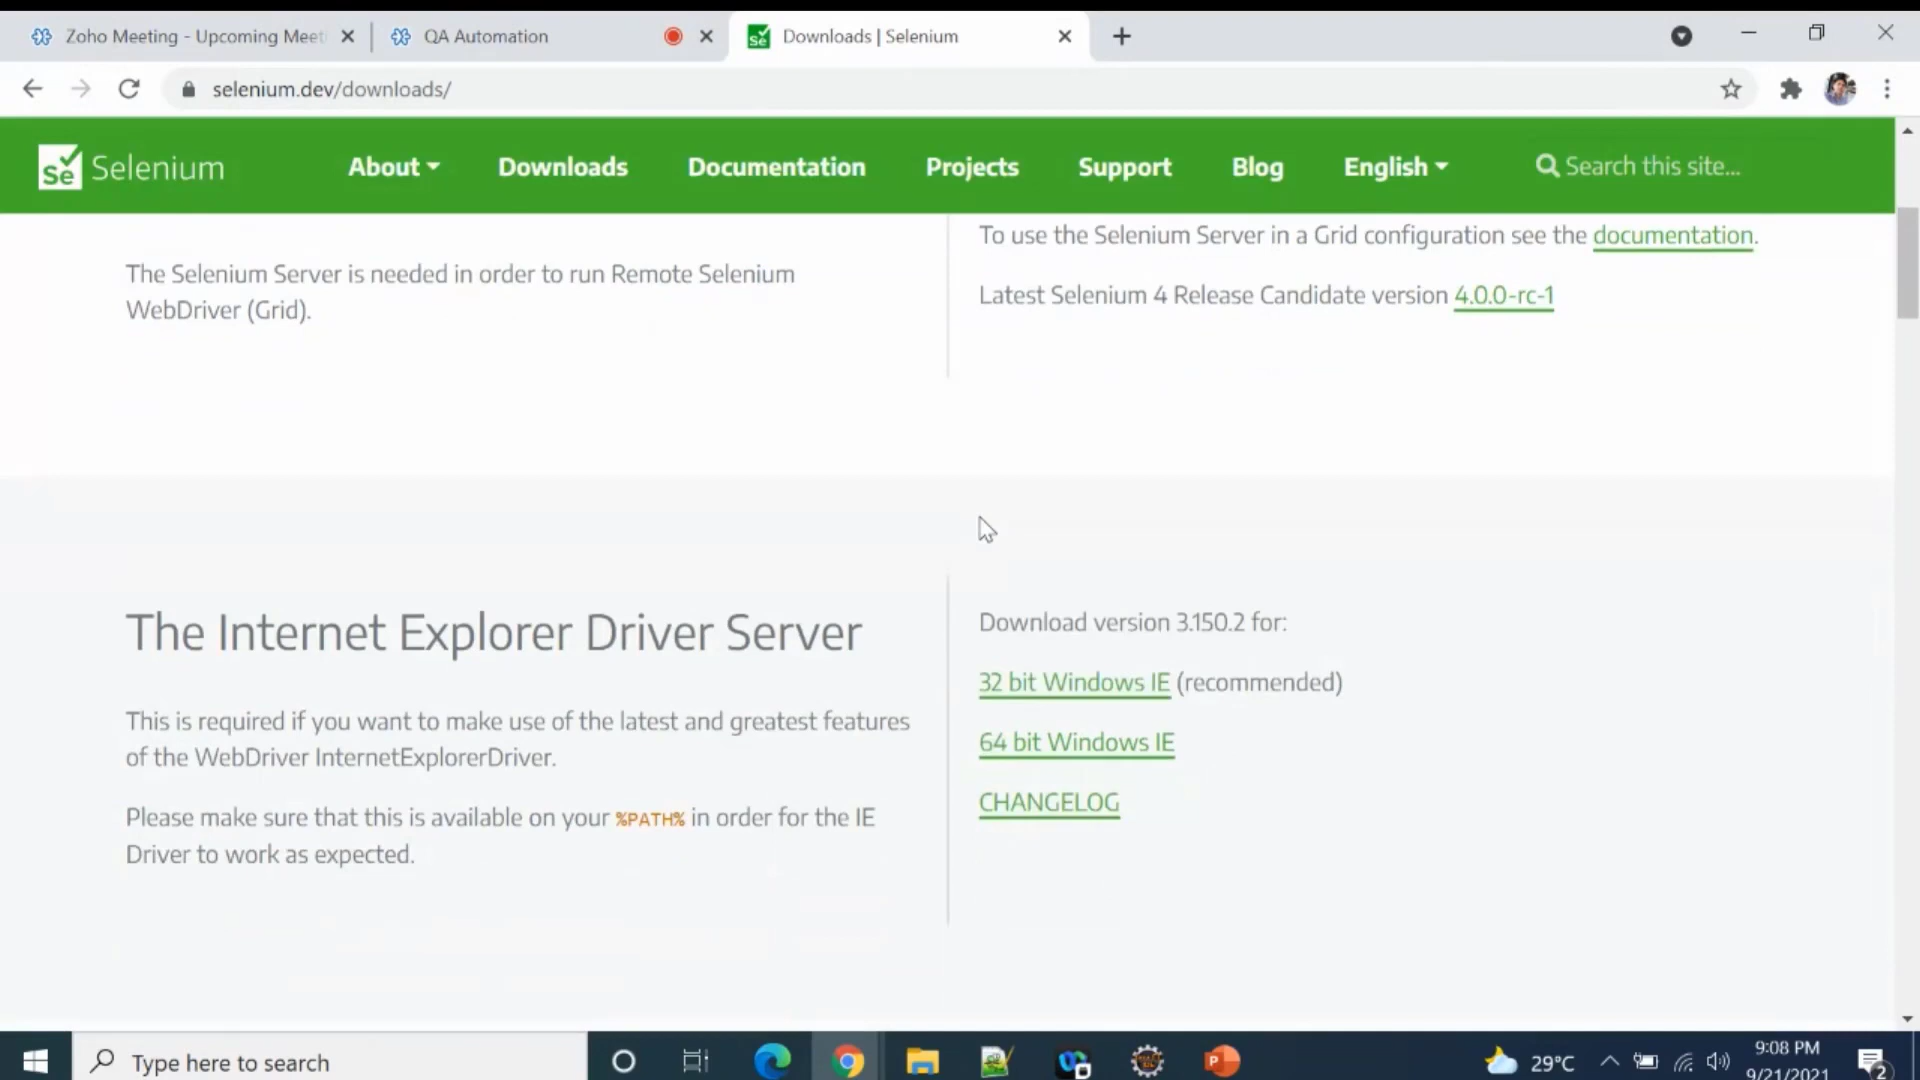 Zoho Meeting - Upcoming Meeti
QA Automation
Downloads | Selenium
selenium.dev/downloads/
Se Selenium
About
Downloads
Documentation
Projects
Support
Blog
English
Search this site...
The Selenium Server is needed in order to run Remote Selenium
WebDriver (Grid).
To use the Selenium Server in a Grid configuration see the documentation.
Latest Selenium 4 Release Candidate version 4.0.0-rc-1
The Internet Explorer Driver Server
This is required if you want to make use of the latest and greatest features
of the WebDriver InternetExplorerDriver.
Please make sure that this is available on your %PATH% in order for the IE
Driver to work as expected.
Download version 3.150.2 for:
32 bit Windows IE (recommended)
64 bit Windows IE
CHANGELOG
Type here to search
29°C
9:08 PM
9/21/2021
2